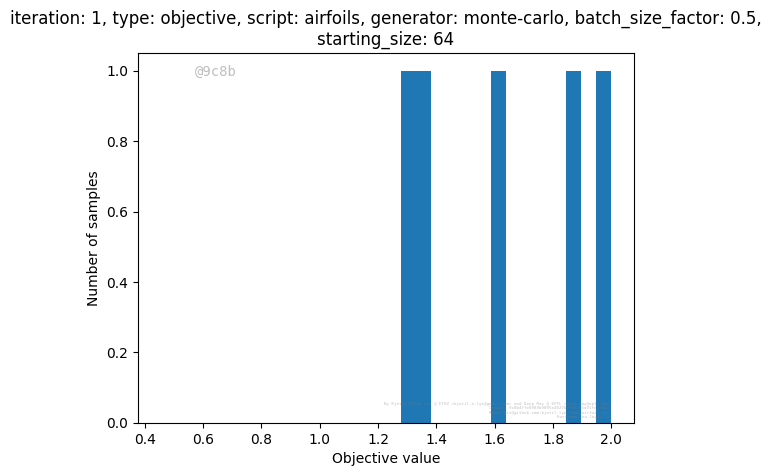 iteration: 1, type: objective, script: airfoils, generator: monte-carlo, batch_size_factor: 0.5,
starting_size: 64
@9c8b
1.0
0.8
0.6
0.4
0.2
0.0
Number of samples
0.4 0.6 0.8 1.0 1.2 1.4 1.6 1.8 2.0
Objective value